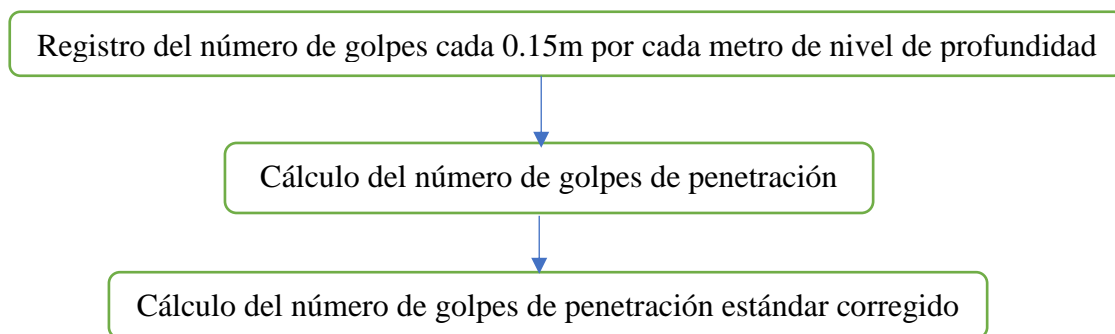 Registro del número de golpes cada 0.15m por cada metro de nivel de profundidad
Cálculo del número de golpes de penetración
Cálculo del número de golpes de penetración estándar corregido